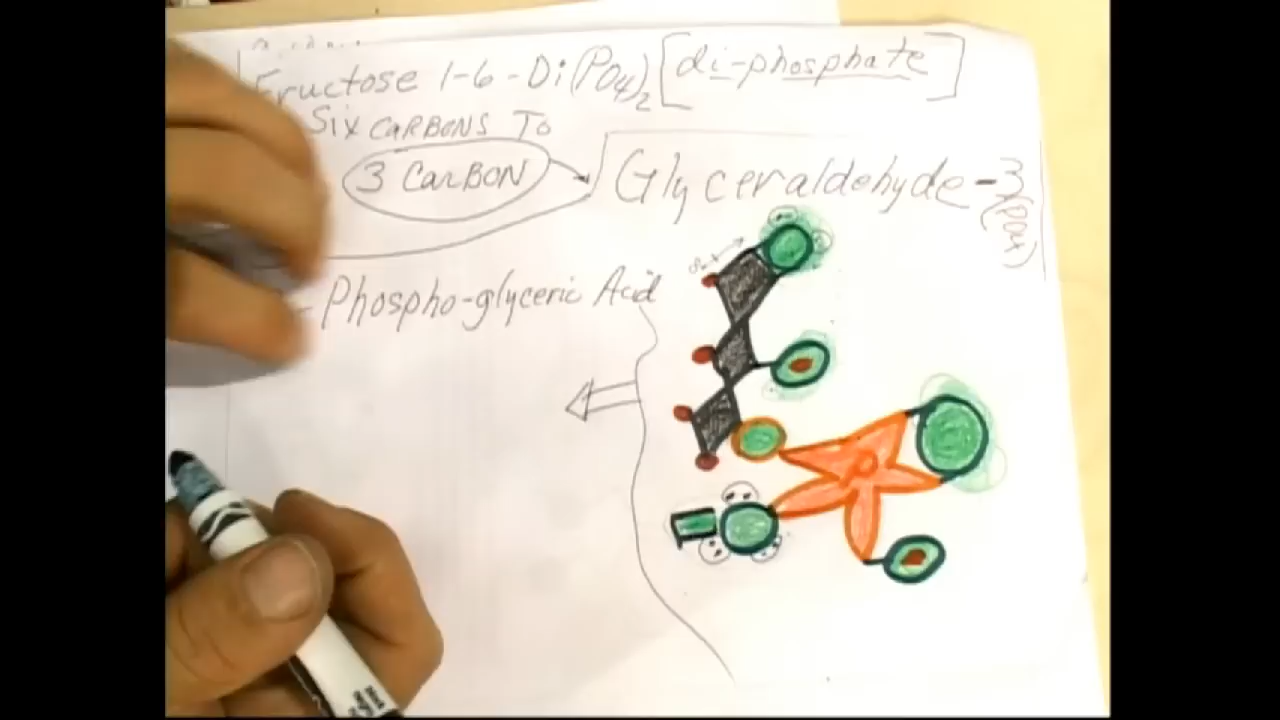 Fructose 1-6-Di(PO4)2 [di-phosphate]
Six CARBONS To
3 CARBON
Glyceraldehyde-3
(PO4)
-Phospho-glyceric Acid